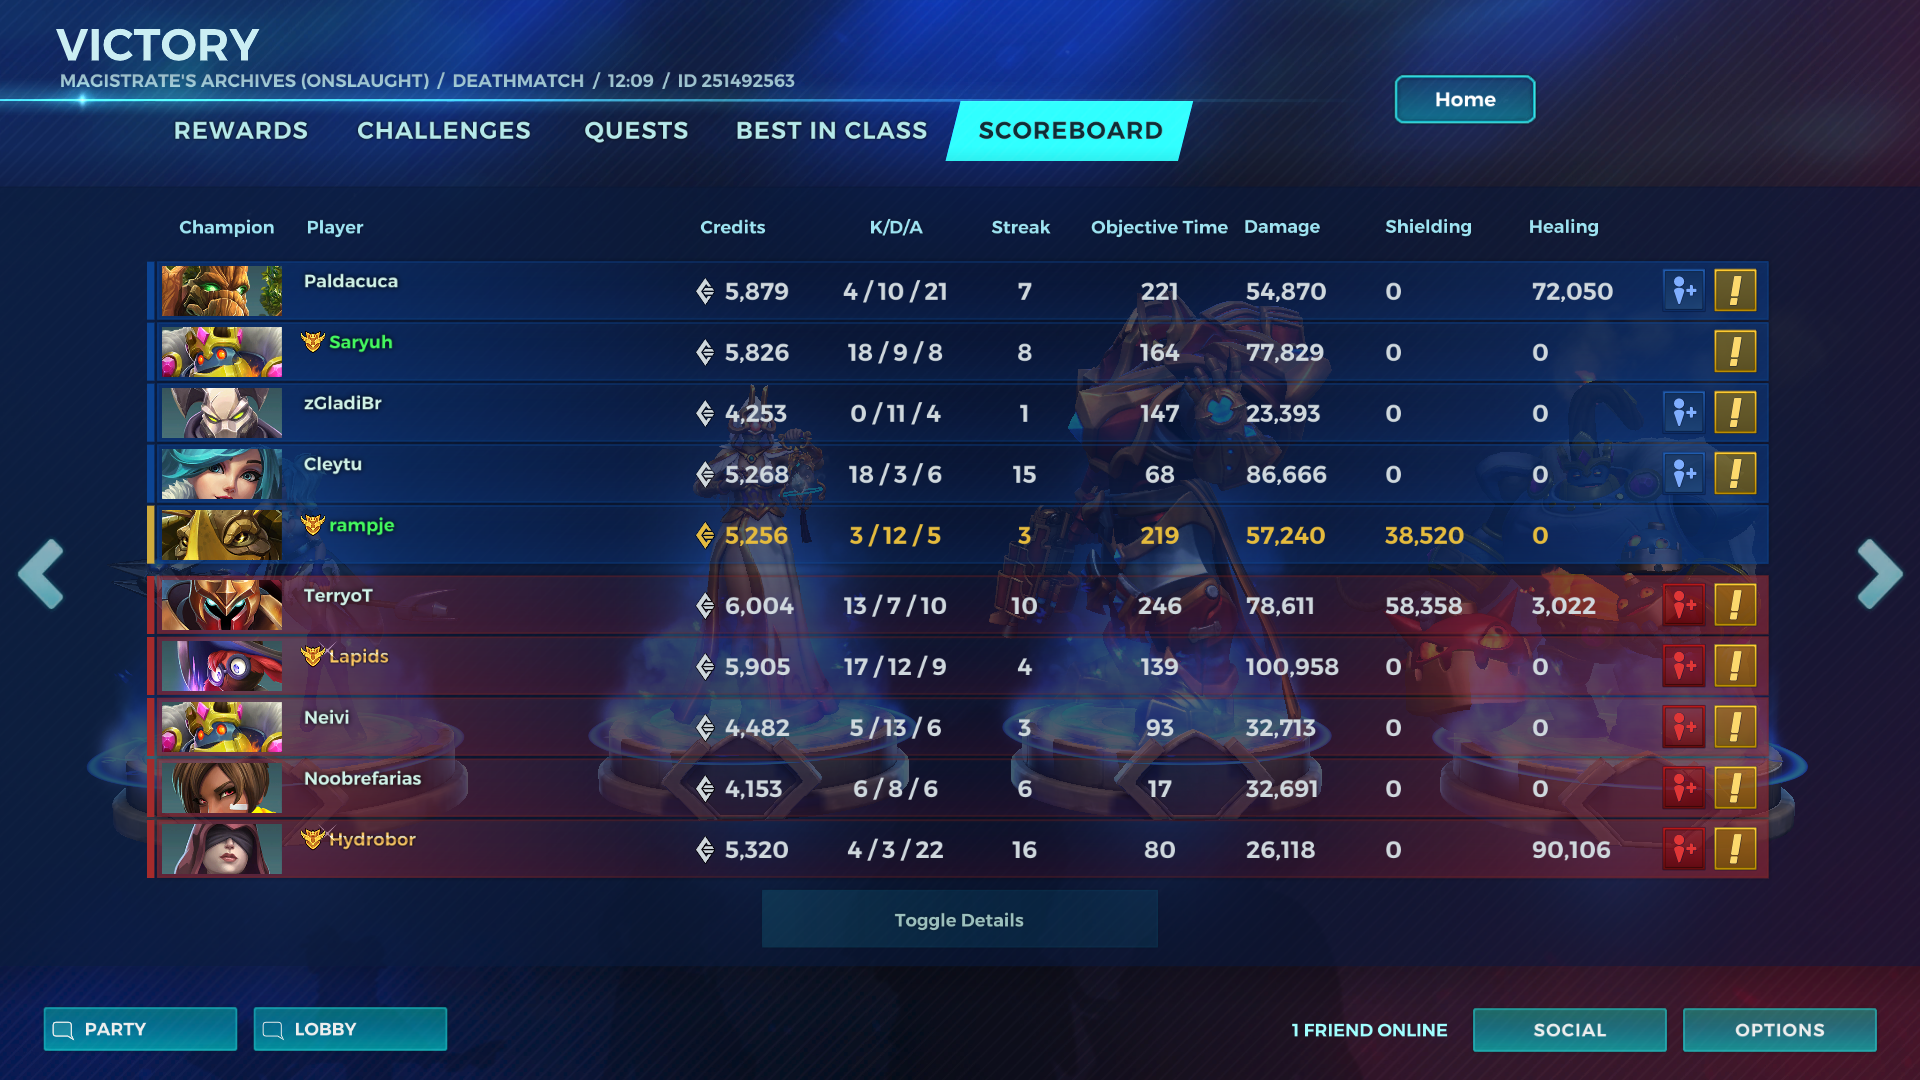 VICTORY
MAGISTRATE'S ARCHIVES (ONSLAUGHT) / DEATHMATCH / 12:09 / ID 251492563
Home
REWARDS CHALLENGES QUESTS BEST IN CLASS SCOREBOARD
Champion Player Credits K/D/A Streak Objective Time Damage Shielding Healing
Paldacuca 5,879 4 / 10 / 21 7 221 54,870 0 72,050
Saryuh 5,826 18 / 9 / 8 8 164 77,829 0 0
zGladiBr 4,253 0 / 11 / 4 1 147 23,393 0 0
Cleytu 5,268 18 / 3 / 6 15 68 86,666 0 0
rampje 5,256 3 / 12 / 5 3 219 57,240 38,520 0
TerryoT 6,004 13 / 7 / 10 10 246 78,611 58,358 3,022
Lapids 5,905 17 / 12 / 9 4 139 100,958 0 0
Neivi 4,482 5 / 13 / 6 3 93 32,713 0 0
Noobrefarias 4,153 6 / 8 / 6 6 17 32,691 0 0
Hydrobor 5,320 4 / 3 / 22 16 80 26,118 0 90,106
Toggle Details
PARTY LOBBY 1 FRIEND ONLINE SOCIAL OPTIONS